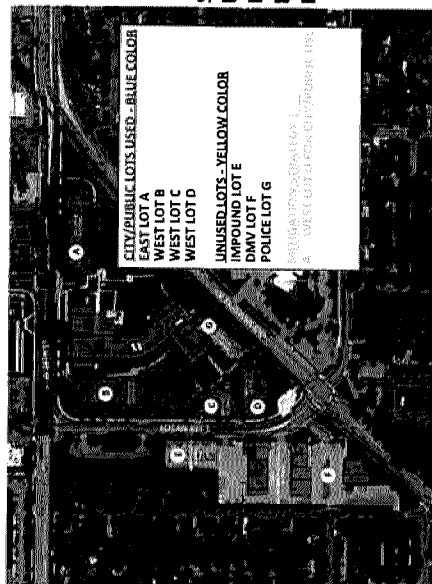 CITY/PUBLIC LOTS USED - BLUE COLOR
EAST LOT A
WEST LOT B
WEST LOT C
WEST LOT D
UNUSED LOTS - YELLOW COLOR
IMPOUND LOT E
DMV LOT F
POLICE LOT G
A
B
C
D
G
E
F